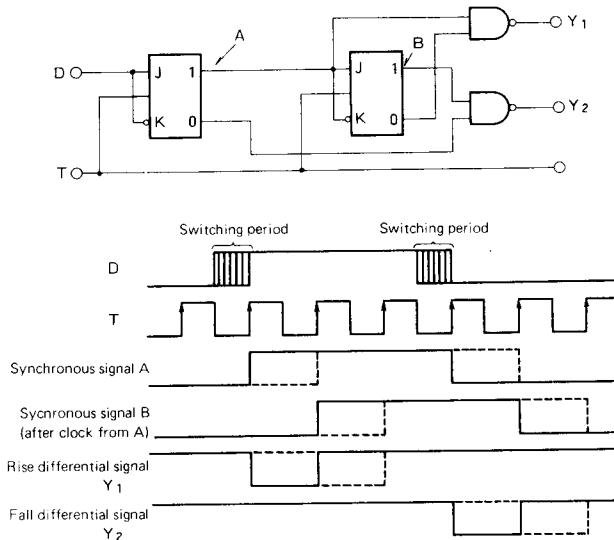 A
B
Y1
D
J 1
J 1
K 0
K 0
Y2
T
Switching period
Switching period
D
T
Synchronous signal A
Sycnronous signal B
(after clock from A)
Rise differential signal
Y1
Fall differential signal
Y2